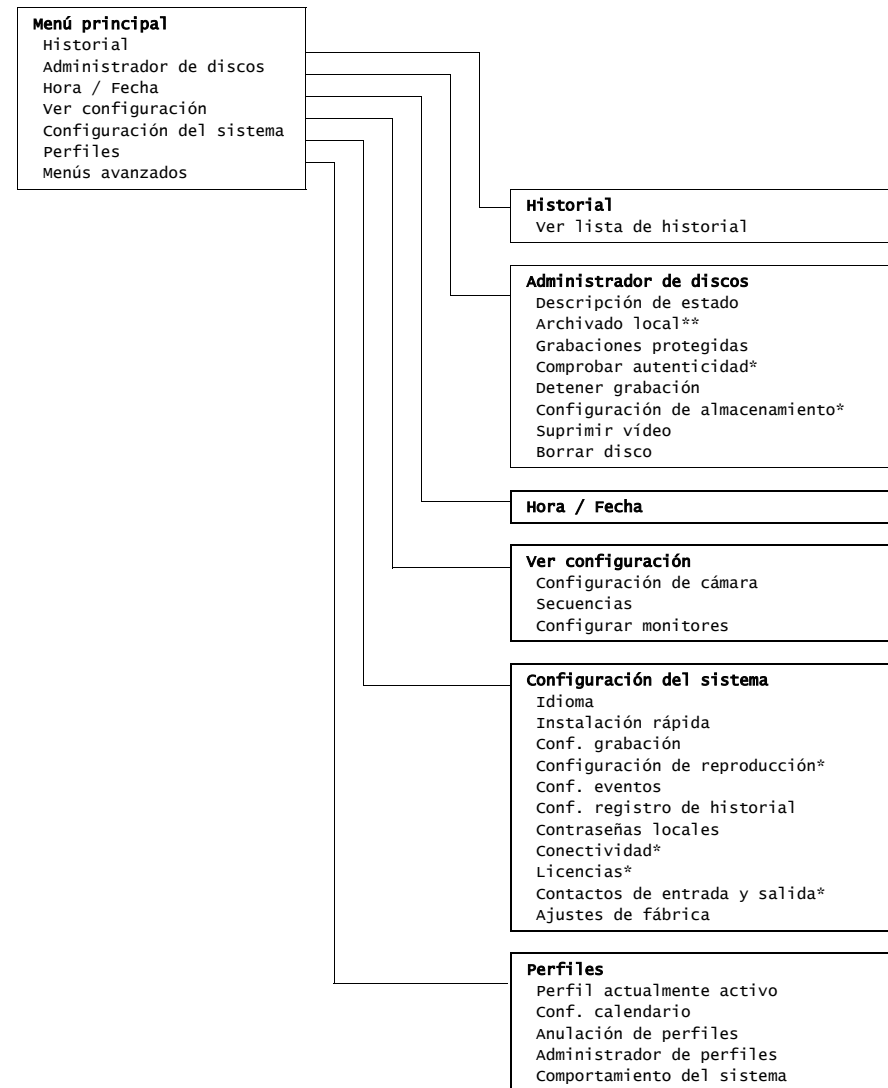 Menú principal
Historial
Administrador de discos
Hora / Fecha
Ver configuración
Configuración del sistema
Perfiles
Menús avanzados
Historial
Ver lista de historial
Administrador de discos
Descripción de estado
Archivado local**
Grabaciones protegidas
Comprobar autenticidad*
Detener grabación
Configuración de almacenamiento*
Suprimir vídeo
Borrar disco
Hora / Fecha
Ver configuración
Configuración de cámara
Secuencias
Configurar monitores
Configuración del sistema
Idioma
Instalación rápida
Conf. grabación
Configuración de reproducción*
Conf. eventos
Conf. registro de historial
Contraseñas locales
Conectividad*
Licencias*
Contactos de entrada y salida*
Ajustes de fábrica
Perfiles
Perfil actualmente activo
Conf. calendario
Anulación de perfiles
Administrador de perfiles
Comportamiento del sistema